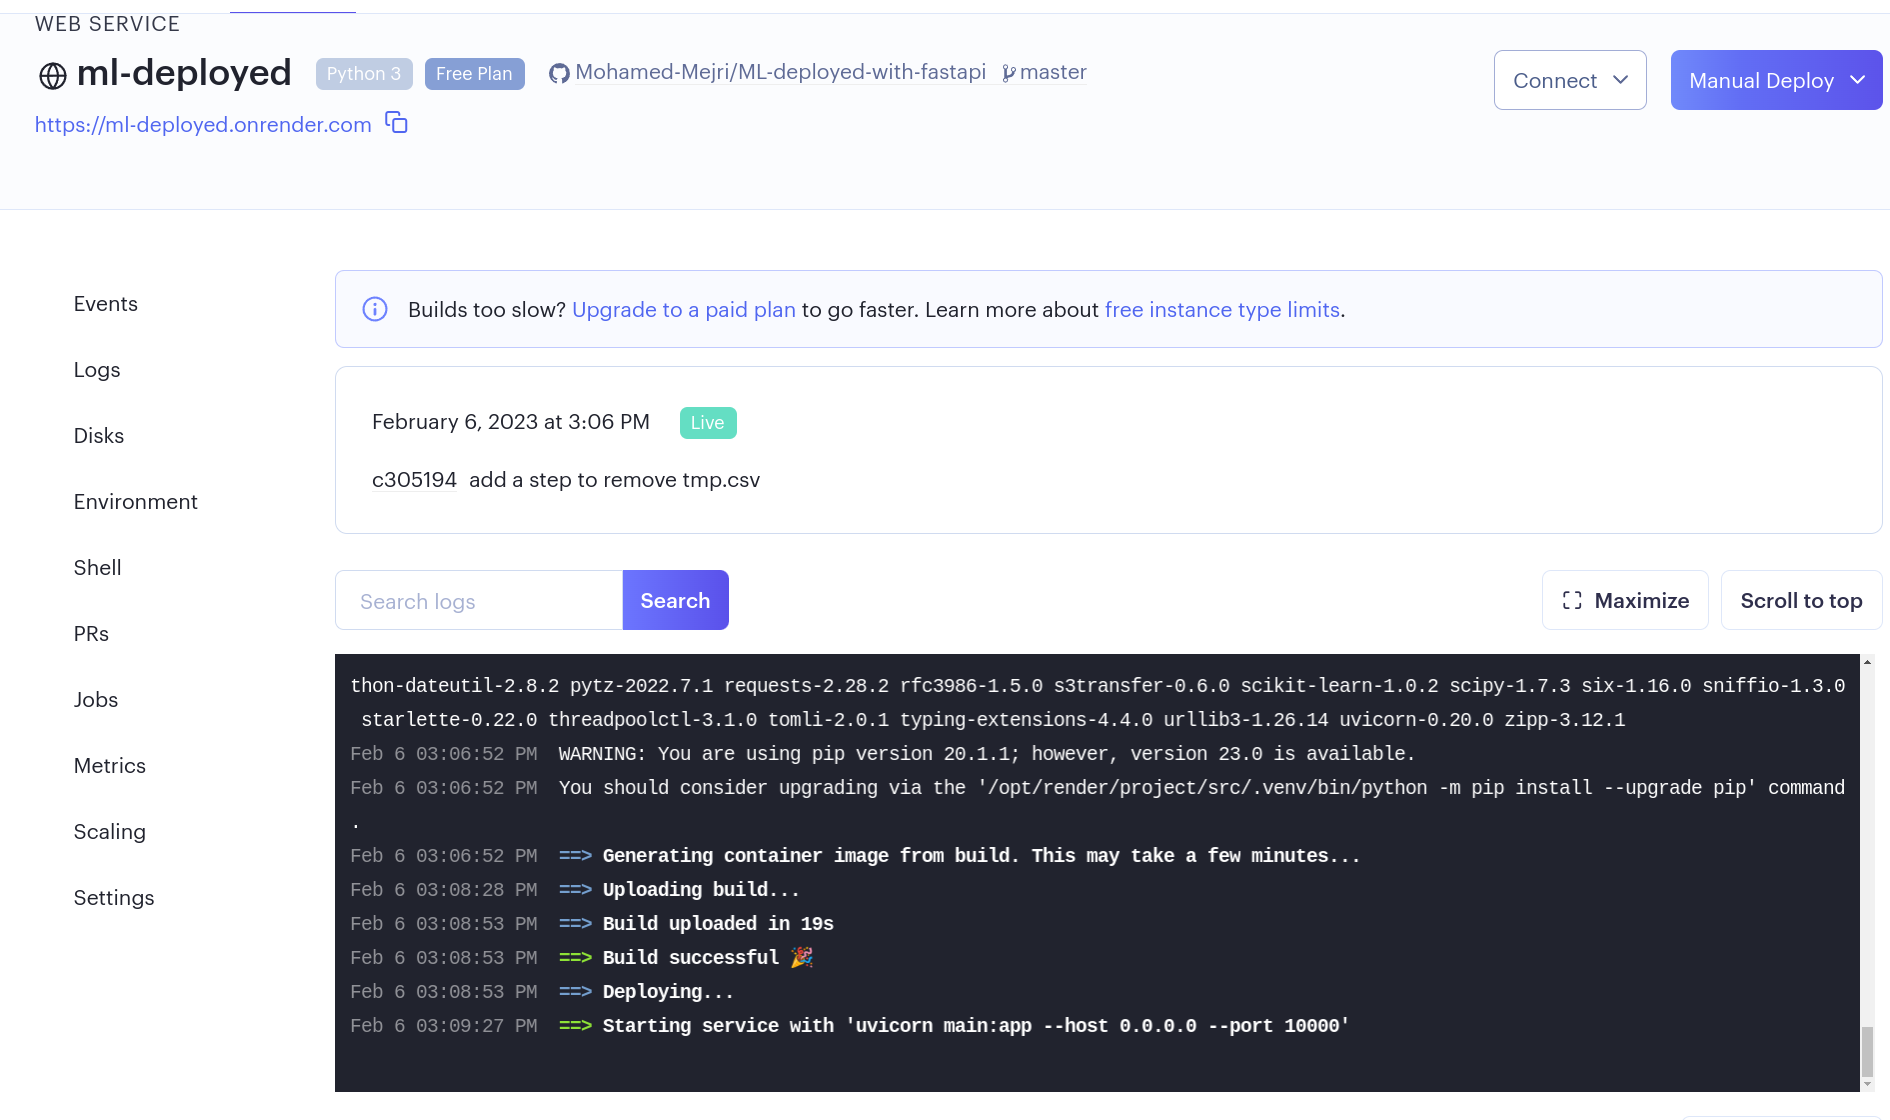 WEB SERVICE
ml-deployed Python 3 Free Plan Mohamed-Mejri/ML-deployed-with-fastapi master
Connect Manual Deploy
https://ml-deployed.onrender.com
Events
Logs
Disks
Environment
Shell
PRs
Jobs
Metrics
Scaling
Settings
Builds too slow? Upgrade to a paid plan to go faster. Learn more about free instance type limits.
February 6, 2023 at 3:06 PM Live
c305194 add a step to remove tmp.csv
Search logs Search Maximize Scroll to top
thon-dateutil-2.8.2 pytz-2022.7.1 requests-2.28.2 rfc3986-1.5.0 s3transfer-0.6.0 scikit-learn-1.0.2 scipy-1.7.3 six-1.16.0 sniffio-1.3.0
starlette-0.22.0 threadpoolctl-3.1.0 tomli-2.0.1 typing-extensions-4.4.0 urllib3-1.26.14 uvicorn-0.20.0 zipp-3.12.1
Feb 6 03:06:52 PM WARNING: You are using pip version 20.1.1; however, version 23.0 is available.
Feb 6 03:06:52 PM You should consider upgrading via the '/opt/render/project/src/.venv/bin/python -m pip install --upgrade pip' command
.
Feb 6 03:06:52 PM ==> Generating container image from build. This may take a few minutes...
Feb 6 03:08:28 PM ==> Uploading build...
Feb 6 03:08:53 PM ==> Build uploaded in 19s
Feb 6 03:08:53 PM ==> Build successful 🎉
Feb 6 03:08:53 PM ==> Deploying...
Feb 6 03:09:27 PM ==> Starting service with 'uvicorn main:app --host 0.0.0.0 --port 10000'